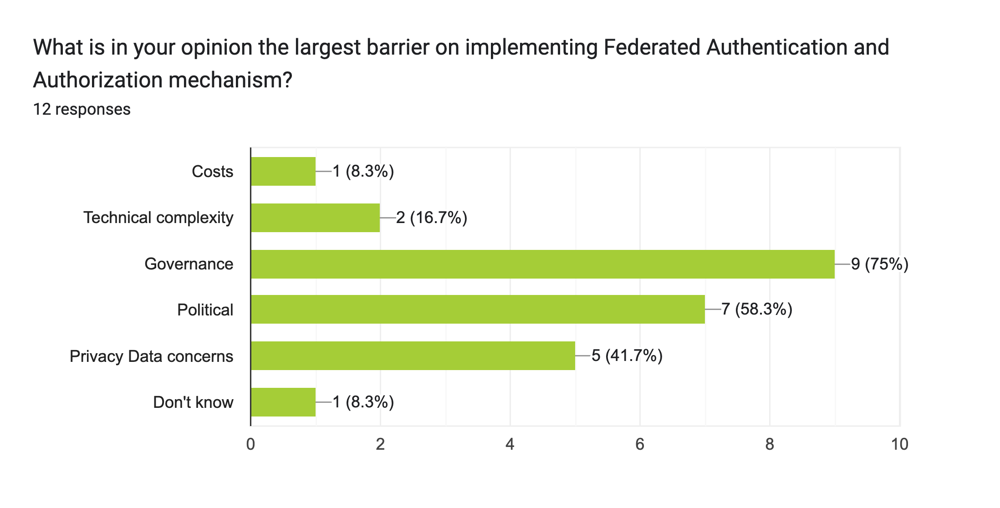 What is in your opinion the largest barrier on implementing Federated Authentication and
Authorization mechanism?
12 responses
Costs
1 (8.3%)
Technical complexity
2 (16.7%)
Governance
9 (75%)
Political
7 (58.3%)
Privacy Data concerns
5 (41.7%)
Don't know
1 (8.3%)
0 2 4 6 8 10